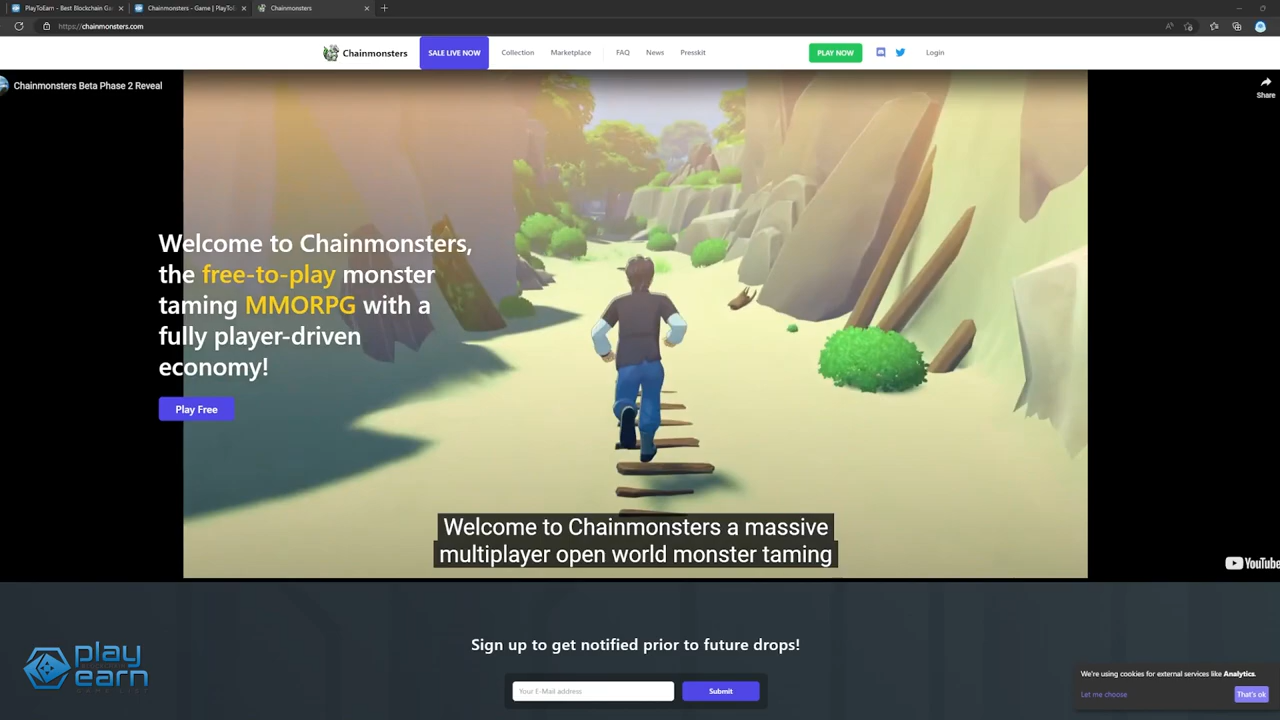 PlayToEarn - Best Blockchain Ga
Chainmonsters - Game | PlayTo
Chainmonsters
https://chainmonsters.com
Chainmonsters
SALE LIVE NOW
Collection
Marketplace
FAQ
News
Presskit
PLAY NOW
Login
Chainmonsters Beta Phase 2 Reveal
Share
Welcome to Chainmonsters,
the free-to-play monster
taming MMORPG with a
fully player-driven
economy!
Play Free
Welcome to Chainmonsters a massive
multiplayer open world monster taming
YouTube
Sign up to get notified prior to future drops!
Your E-Mail address
Submit
play
earn
We're using cookies for external services like Analytics.
Let me choose
That's ok